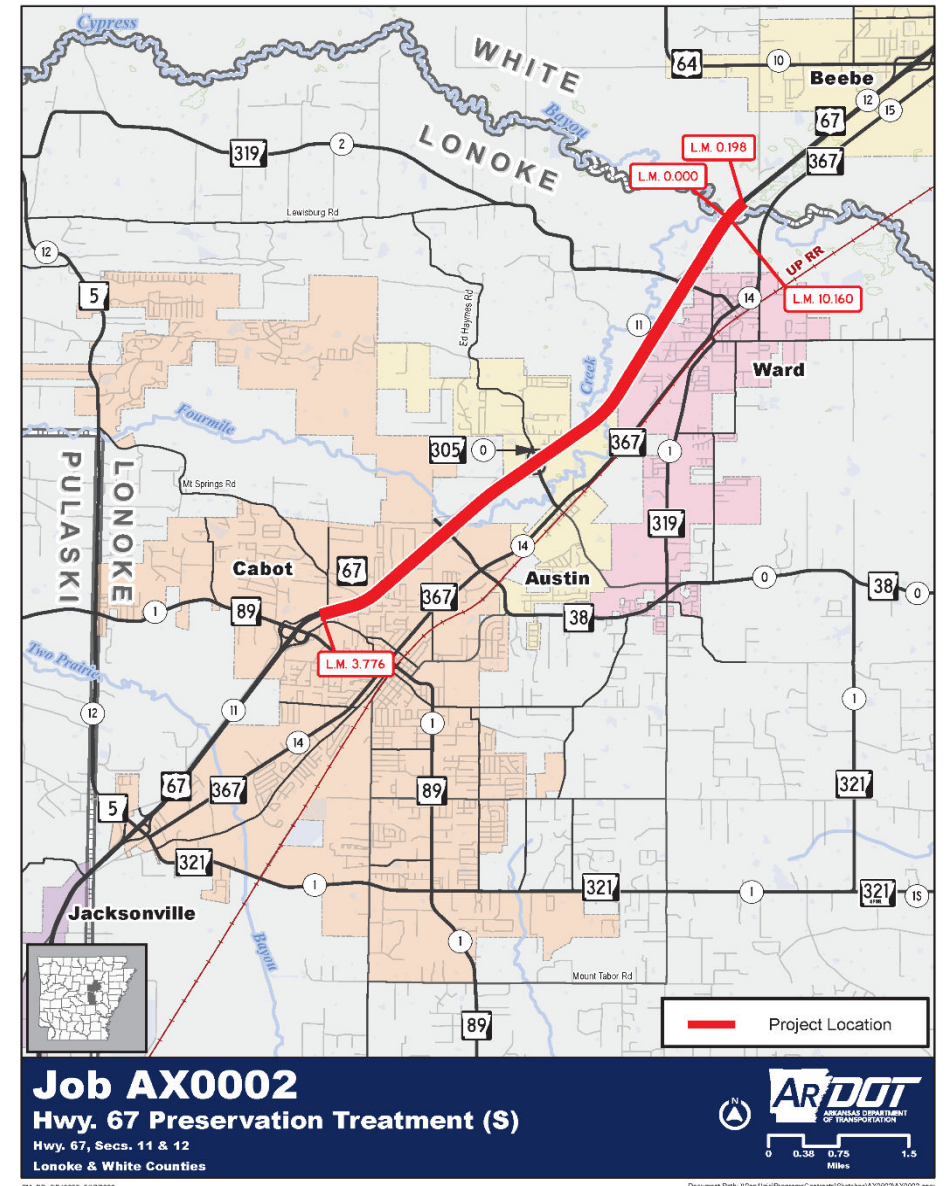 Cypress
WHITE
64
10
Beebe
Bayou
12
15
67
LONOKE
L.M. 0.198
319
2
367
L.M. 0.000
Lewisburg Rd
12
UP RR
5
14
L.M. 10.160
Ed Haymes Rd
11
Creek
Ward
Fourmile
305
0
367
1
PULASKI
LONOKE
Mt Springs Rd
319
14
Cabot
67
Austin
0
367
38
0
1
89
38
Two Prairie
L.M. 3.776
12
11
1
1
14
67
367
89
321
5
321
1
321
1
321
SPUR
1S
Jacksonville
Bayou
1
Mount Tabor Rd
89
Project Location
Job AX0002
Hwy. 67 Preservation Treatment (S)
Hwy. 67, Secs. 11 & 12
Lonoke & White Counties
N
ARDOT
ARKANSAS DEPARTMENT
OF TRANSPORTATION
0 0.38 0.75 1.5
Miles